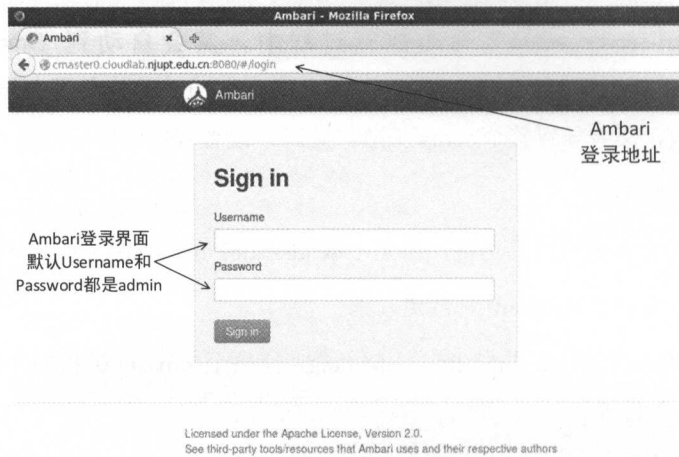 Ambari - Mozilla Firefox
Ambari
cmaster0.cloudlab.njupt.edu.cn:8080/#/login
Ambari
Ambari
登录地址
Sign in
Username
Ambari登录界面
默认Username和
Password都是admin
Password
Sign in
Licensed under the Apache License, Version 2.0.
See third-party tools/resources that Ambari uses and their respective authors